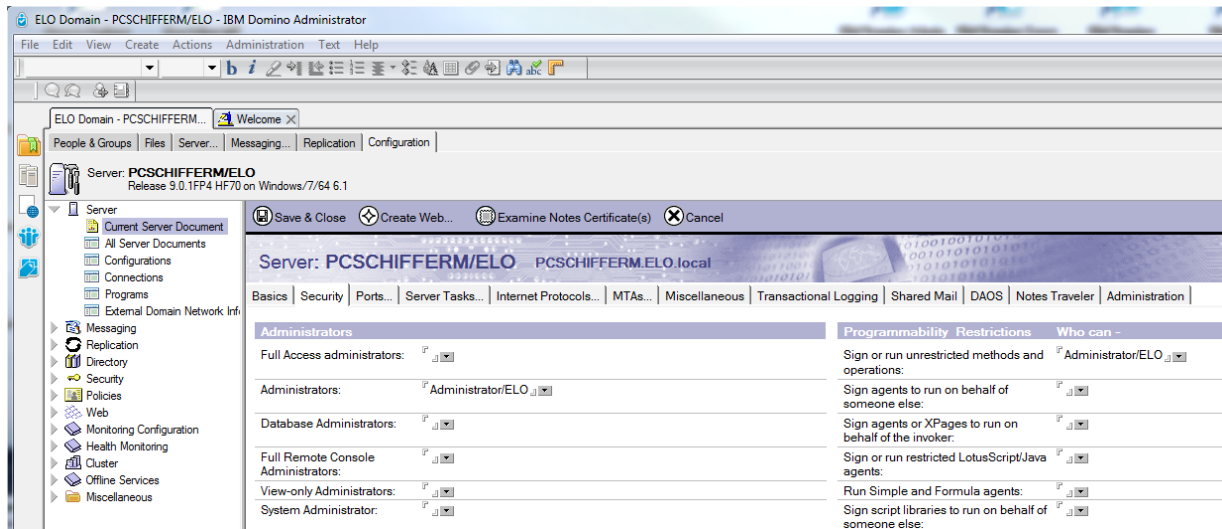 ELO Domain - PCSCHIFFERM/ELO - IBM Domino Administrator
File Edit View Create Actions Administration Text Help
b i abc
ELO Domain - PCSCHIFFERM... Welcome
People & Groups Files Server... Messaging... Replication Configuration
Server: PCSCHIFFERM/ELO
Release 9.0.1FP4 HF70 on Windows/7/64 6.1
Server
Current Server Document
All Server Documents
Configurations
Connections
Programs
External Domain Network Inf
Messaging
Replication
Directory
Security
Policies
Web
Monitoring Configuration
Health Monitoring
Cluster
Offline Services
Miscellaneous
Save & Close Create Web... Examine Notes Certificate(s) Cancel
Server: PCSCHIFFERM/ELO PCSCHIFFERM.ELO.local
Basics Security Ports... Server Tasks... Internet Protocols... MTAs... Miscellaneous Transactional Logging Shared Mail DAOS Notes Traveler Administration
Administrators
Full Access administrators:
Administrators: Administrator/ELO
Database Administrators:
Full Remote Console
Administrators:
View-only Administrators:
System Administrator:
Programmability Restrictions Who can -
Sign or run unrestricted methods and Administrator/ELO
operations:
Sign agents to run on behalf of
someone else:
Sign agents or XPages to run on
behalf of the invoker:
Sign or run restricted LotusScript/Java
agents:
Run Simple and Formula agents:
Sign script libraries to run on behalf of
someone else: